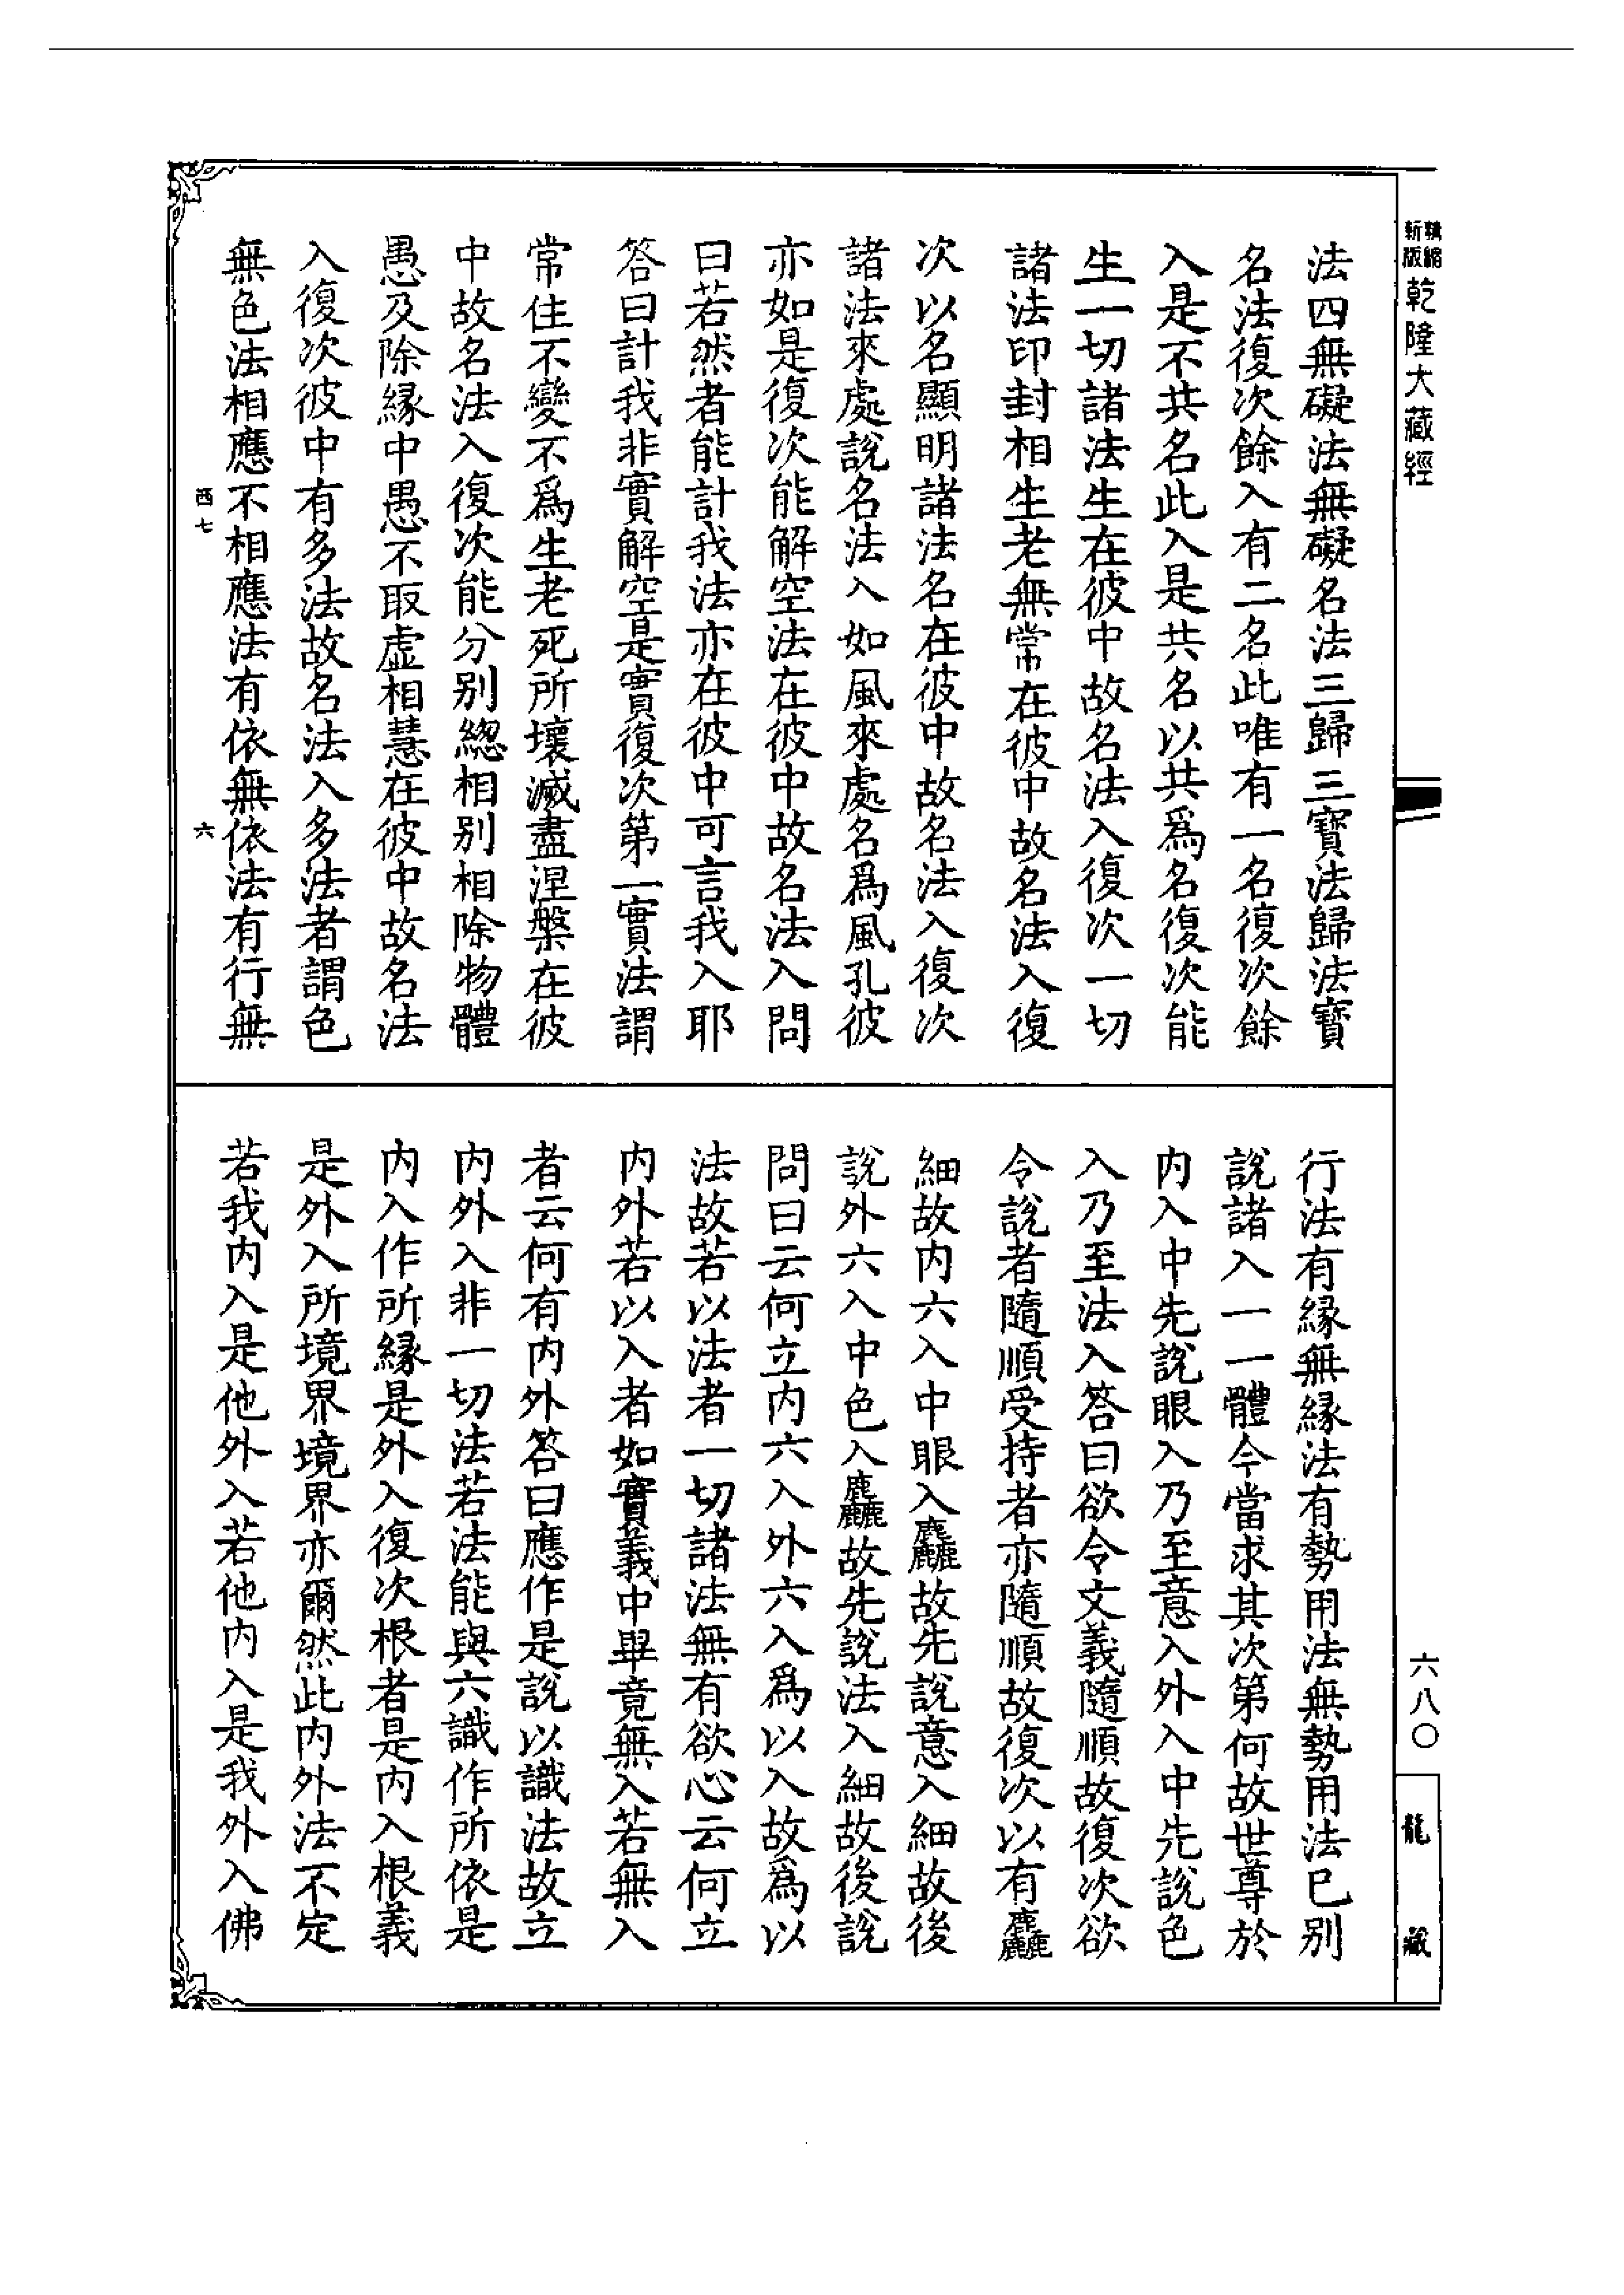 新版
乾隆大藏經
法四無礙法無礙名法三歸三寶法歸法寶
名法復次餘入有二名此唯有一名復次餘
入是不共名此入是共名以共爲名復次能
生一切諸法生在彼中故名法入復次一切
諸法印封相生老無常在彼中故名法入復
次以名顯明諸法名在彼中故名法入復次
諸法來處說名法入如風來處名爲風孔彼
亦如是復次能解空法在彼中故名法入問
曰若然者能計我法亦在彼中可言我入耶
答曰計我非實解空是實復次第一實法謂
常住不變不爲生老死所壞滅盡涅槃在彼
中故名法入復次能分别緫相别相除物體
愚及除緣中愚不取虛相慧在彼中故名法
入復次彼中有多法故名法入多法者謂色
無色法相應不相應法有依無依法有行無
西七
六
行法有緣無緣法有勢用法無勢用法已别
說諸入一一體今當求其次第何故世尊於
内入中先說眼入乃至意入外入中先說色
入乃至法入答曰欲令文義隨順故復次欲
令說者隨順受持者亦隨順故復次以有麤
細故内六入中眼入麤故先說意入細故後
說外六入中色入麤故先說法入細故後說
問曰云何立内六入外六入爲以入故爲以
法故若以法者一切諸法無有欲心云何立
内外若以入者如實義中畢竟無入若無入
者云何有内外答曰應作是說以識法故立
内外入非一切法若法能與六識作所依是
内入作所緣是外入復次根者是内入根義
是外入所境界境界亦爾然此内外法不定
若我内入是他外入若他内入是我外入佛
六八〇
龍藏